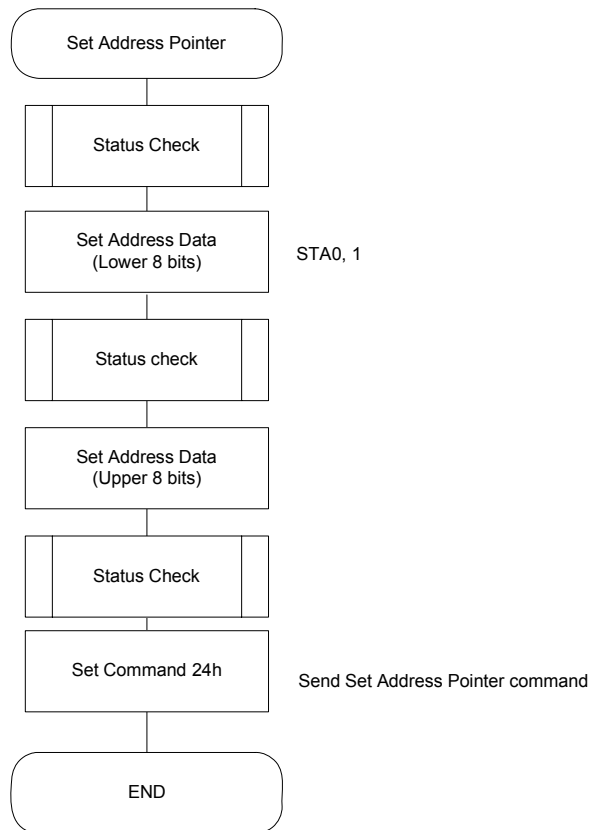 Set Address Pointer
Status Check
Set Address Data
(Lower 8 bits)
STA0, 1
Status check
Set Address Data
(Upper 8 bits)
Status Check
Set Command 24h
Send Set Address Pointer command
END